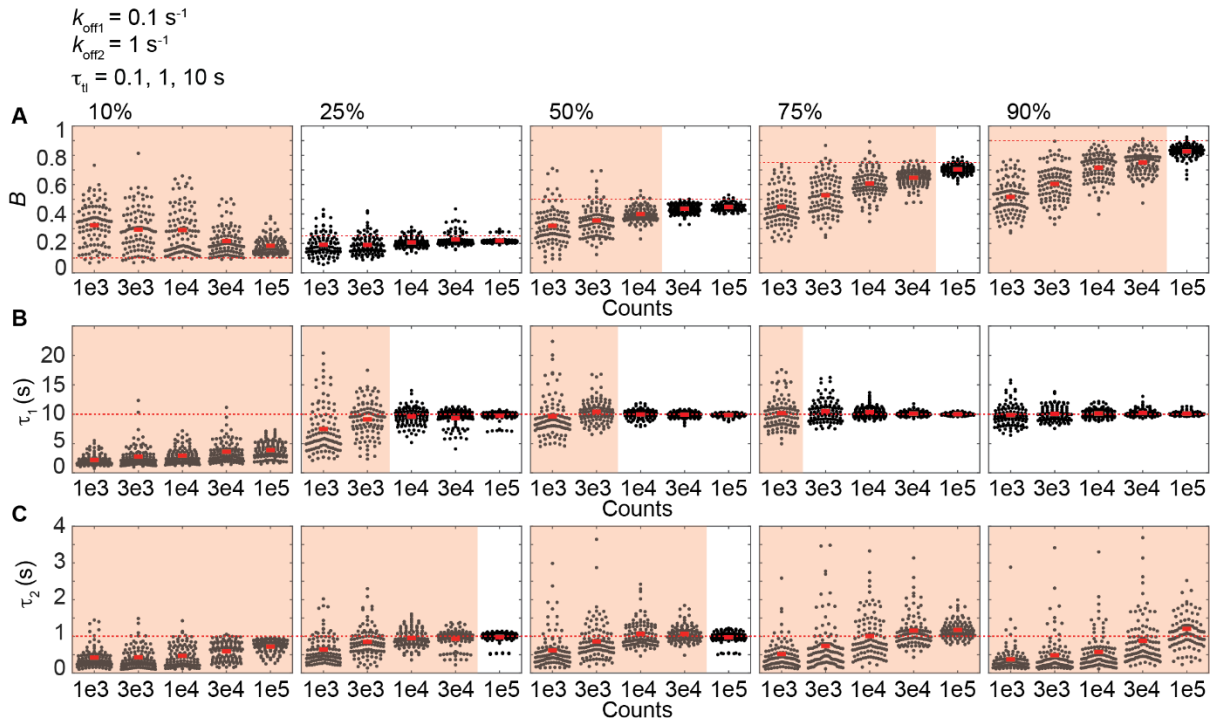 k_off1 = 0.1 s⁻¹
k_off2 = 1 s⁻¹
τ_tl = 0.1, 1, 10 s
10% 25% 50% 75% 90%
A
B
1
0.8
0.6
0.4
0.2
0
1e3 3e3 1e4 3e4 1e5 1e3 3e3 1e4 3e4 1e5 1e3 3e3 1e4 3e4 1e5 1e3 3e3 1e4 3e4 1e5 1e3 3e3 1e4 3e4 1e5
Counts
B
τ₁ (s)
20
15
10
5
0
1e3 3e3 1e4 3e4 1e5 1e3 3e3 1e4 3e4 1e5 1e3 3e3 1e4 3e4 1e5 1e3 3e3 1e4 3e4 1e5 1e3 3e3 1e4 3e4 1e5
Counts
C
τ₂ (s)
4
3
2
1
0
1e3 3e3 1e4 3e4 1e5 1e3 3e3 1e4 3e4 1e5 1e3 3e3 1e4 3e4 1e5 1e3 3e3 1e4 3e4 1e5 1e3 3e3 1e4 3e4 1e5
Counts